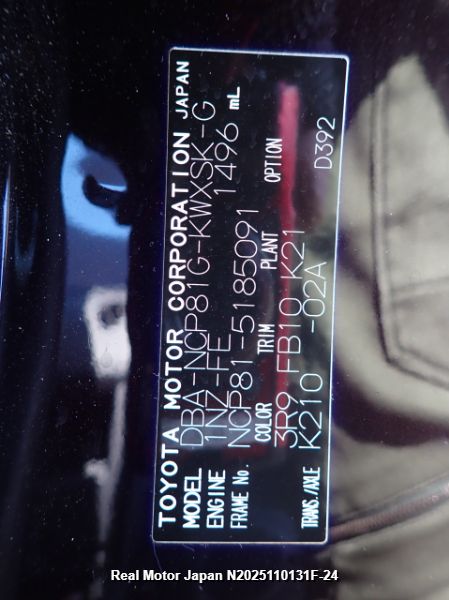 TOYOTA MOTOR CORPORATION JAPAN
MODEL DBA-NCP81G-KWXSK-G
ENGINE 1NZ-FE 1496 mL
FRAME No. NCP81-5185091
COLOR TRIM PLANT OPTION
3R9 FB10 K21
TRANS./AXLE K210 -02A D392
Real Motor Japan N2025110131F-24